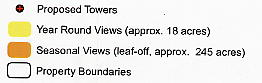 Proposed Towers
Year Round Views (approx. 18 acres)
Seasonal Views (leaf-off, approx. 245 acres)
Property Boundaries